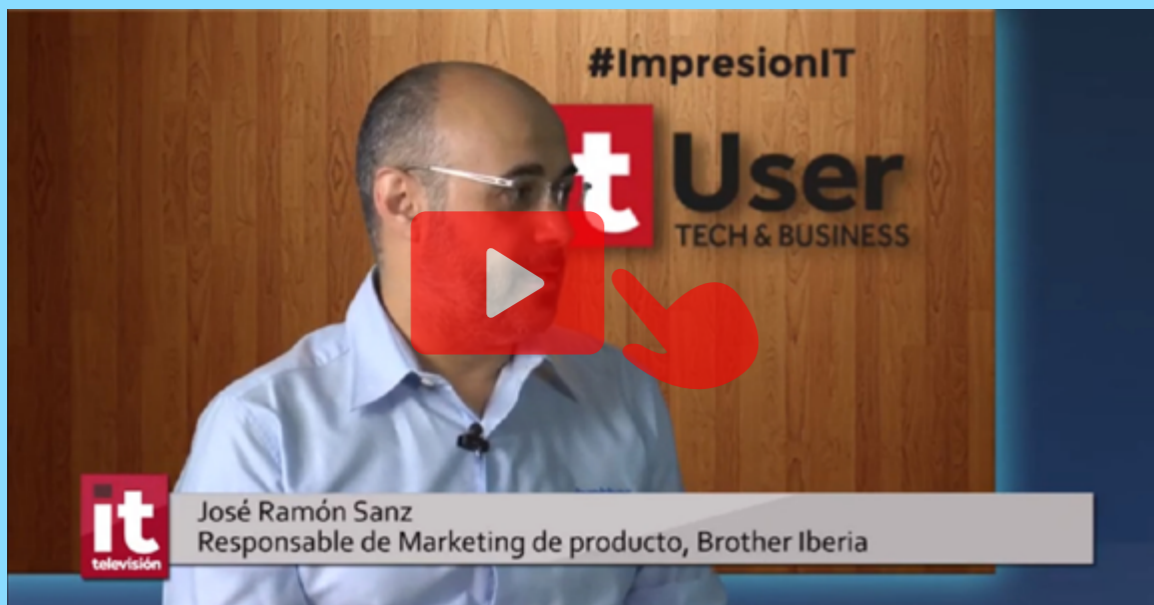 #ImpresionIT
it User
TECH & BUSINESS
José Ramón Sanz
Responsable de Marketing de producto, Brother Iberia
it
televisión